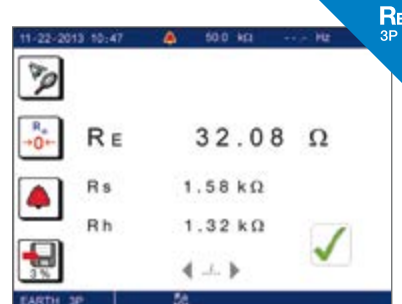 RE
3P
11-22-2013 10:47 50.0 kΩ --.- Hz
RE 32.08 Ω
Rs 1.58 kΩ
Rh 1.32 kΩ
3%
EARTH 3P